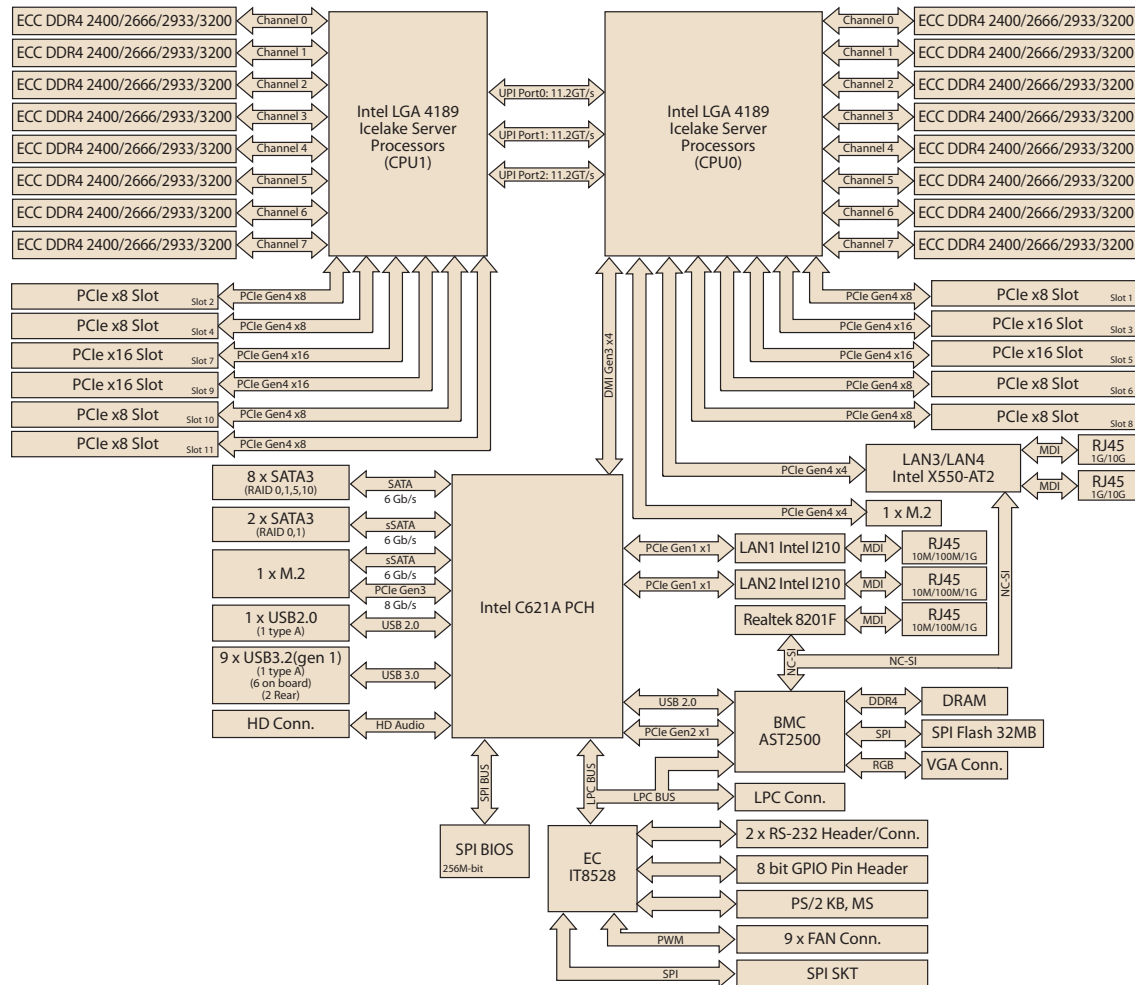 ECC DDR4 2400/2666/2933/3200
Channel 0
ECC DDR4 2400/2666/2933/3200
Channel 1
ECC DDR4 2400/2666/2933/3200
Channel 2
ECC DDR4 2400/2666/2933/3200
Channel 3
ECC DDR4 2400/2666/2933/3200
Channel 4
ECC DDR4 2400/2666/2933/3200
Channel 5
ECC DDR4 2400/2666/2933/3200
Channel 6
ECC DDR4 2400/2666/2933/3200
Channel 7
Intel LGA 4189
Icelake Server
Processors
(CPU1)
UPI Port0: 11.2GT/s
UPI Port1: 11.2GT/s
UPI Port2: 11.2GT/s
Intel LGA 4189
Icelake Server
Processors
(CPU0)
Channel 0
ECC DDR4 2400/2666/2933/3200
Channel 1
ECC DDR4 2400/2666/2933/3200
Channel 2
ECC DDR4 2400/2666/2933/3200
Channel 3
ECC DDR4 2400/2666/2933/3200
Channel 4
ECC DDR4 2400/2666/2933/3200
Channel 5
ECC DDR4 2400/2666/2933/3200
Channel 6
ECC DDR4 2400/2666/2933/3200
Channel 7
ECC DDR4 2400/2666/2933/3200
PCIe x8 Slot
Slot 2
PCIe Gen4 x8
PCIe x8 Slot
Slot 4
PCIe Gen4 x8
PCIe x16 Slot
Slot 7
PCIe Gen4 x16
PCIe x16 Slot
Slot 9
PCIe Gen4 x16
PCIe x8 Slot
Slot 10
PCIe Gen4 x8
PCIe x8 Slot
Slot 11
PCIe Gen4 x8
DMI Gen3 x4
PCIe Gen4 x8
PCIe x8 Slot
Slot 1
PCIe Gen4 x16
PCIe x16 Slot
Slot 3
PCIe Gen4 x16
PCIe x16 Slot
Slot 5
PCIe Gen4 x8
PCIe x8 Slot
Slot 6
PCIe Gen4 x8
PCIe x8 Slot
Slot 8
PCIe Gen4 x4
LAN3/LAN4
Intel X550-AT2
MDI
RJ45
1G/10G
MDI
RJ45
1G/10G
PCIe Gen4 x4
1 x M.2
8 x SATA3
(RAID 0,1,5,10)
SATA
6 Gb/s
2 x SATA3
(RAID 0,1)
sSATA
6 Gb/s
1 x M.2
sSATA
6 Gb/s
PCIe Gen3
8 Gb/s
1 x USB2.0
(1 type A)
USB 2.0
9 x USB3.2(gen 1)
(1 type A)
(6 on board)
(2 Rear)
USB 3.0
HD Conn.
HD Audio
Intel C621A PCH
PCIe Gen1 x1
LAN1 Intel I210
MDI
RJ45
10M/100M/1G
PCIe Gen1 x1
LAN2 Intel I210
MDI
RJ45
10M/100M/1G
Realtek 8201F
MDI
RJ45
10M/100M/1G
NC-SI
NC-SI
NC-SI
USB 2.0
PCIe Gen2 x1
BMC
AST2500
DDR4
DRAM
SPI
SPI Flash 32MB
RGB
VGA Conn.
SPI BUS
LPC BUS
LPC BUS
LPC Conn.
SPI BIOS
256M-bit
EC
IT8528
2 x RS-232 Header/Conn.
8 bit GPIO Pin Header
PS/2 KB, MS
PWM
9 x FAN Conn.
SPI
SPI SKT